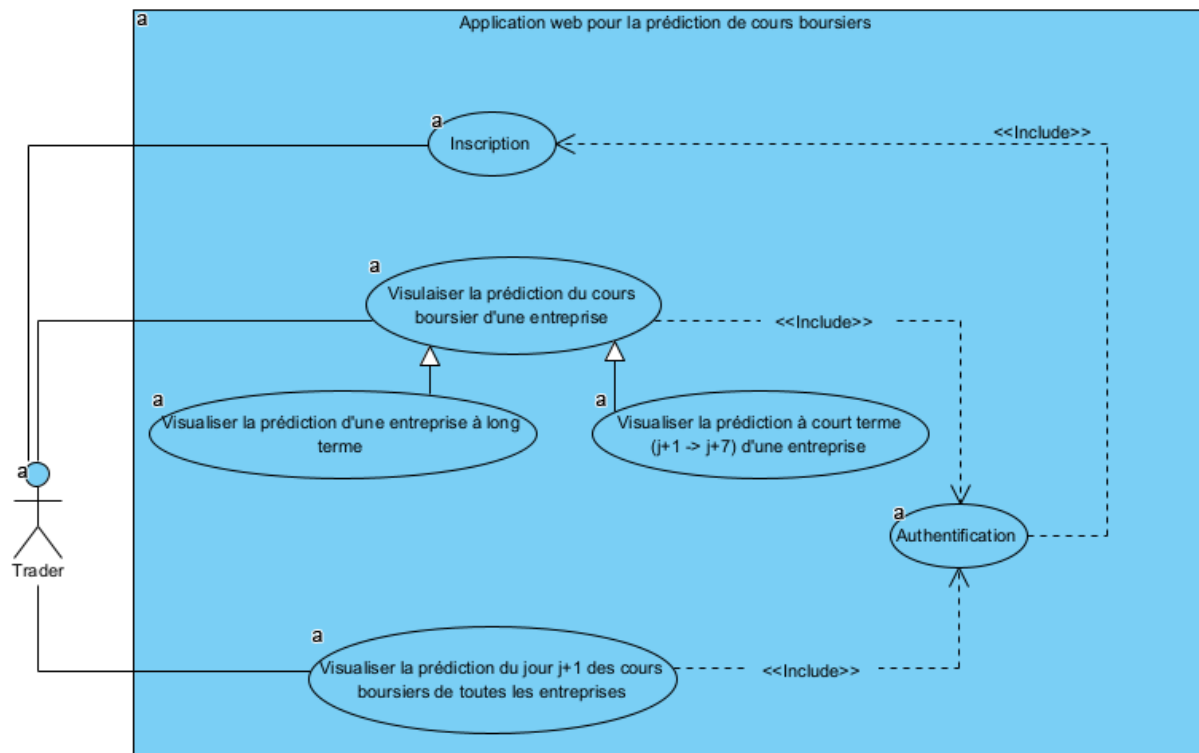 a
Application web pour la prédiction de cours boursiers
a
Inscription
<<Include>>
a
Visulaiser la prédiction du cours
boursier d'une entreprise
<<Include>>
a
Visualiser la prédiction d'une entreprise à long
terme
a
Visualiser la prédiction à court terme
(j+1 -> j+7) d'une entreprise
a
Trader
a
Authentification
a
Visualiser la prédiction du jour j+1 des cours
boursiers de toutes les entreprises
<<Include>>